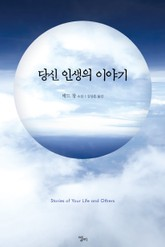 당신 인생의 이야기
테드 창 소설 | 김상훈 옮김
Stories of Your Life and Others